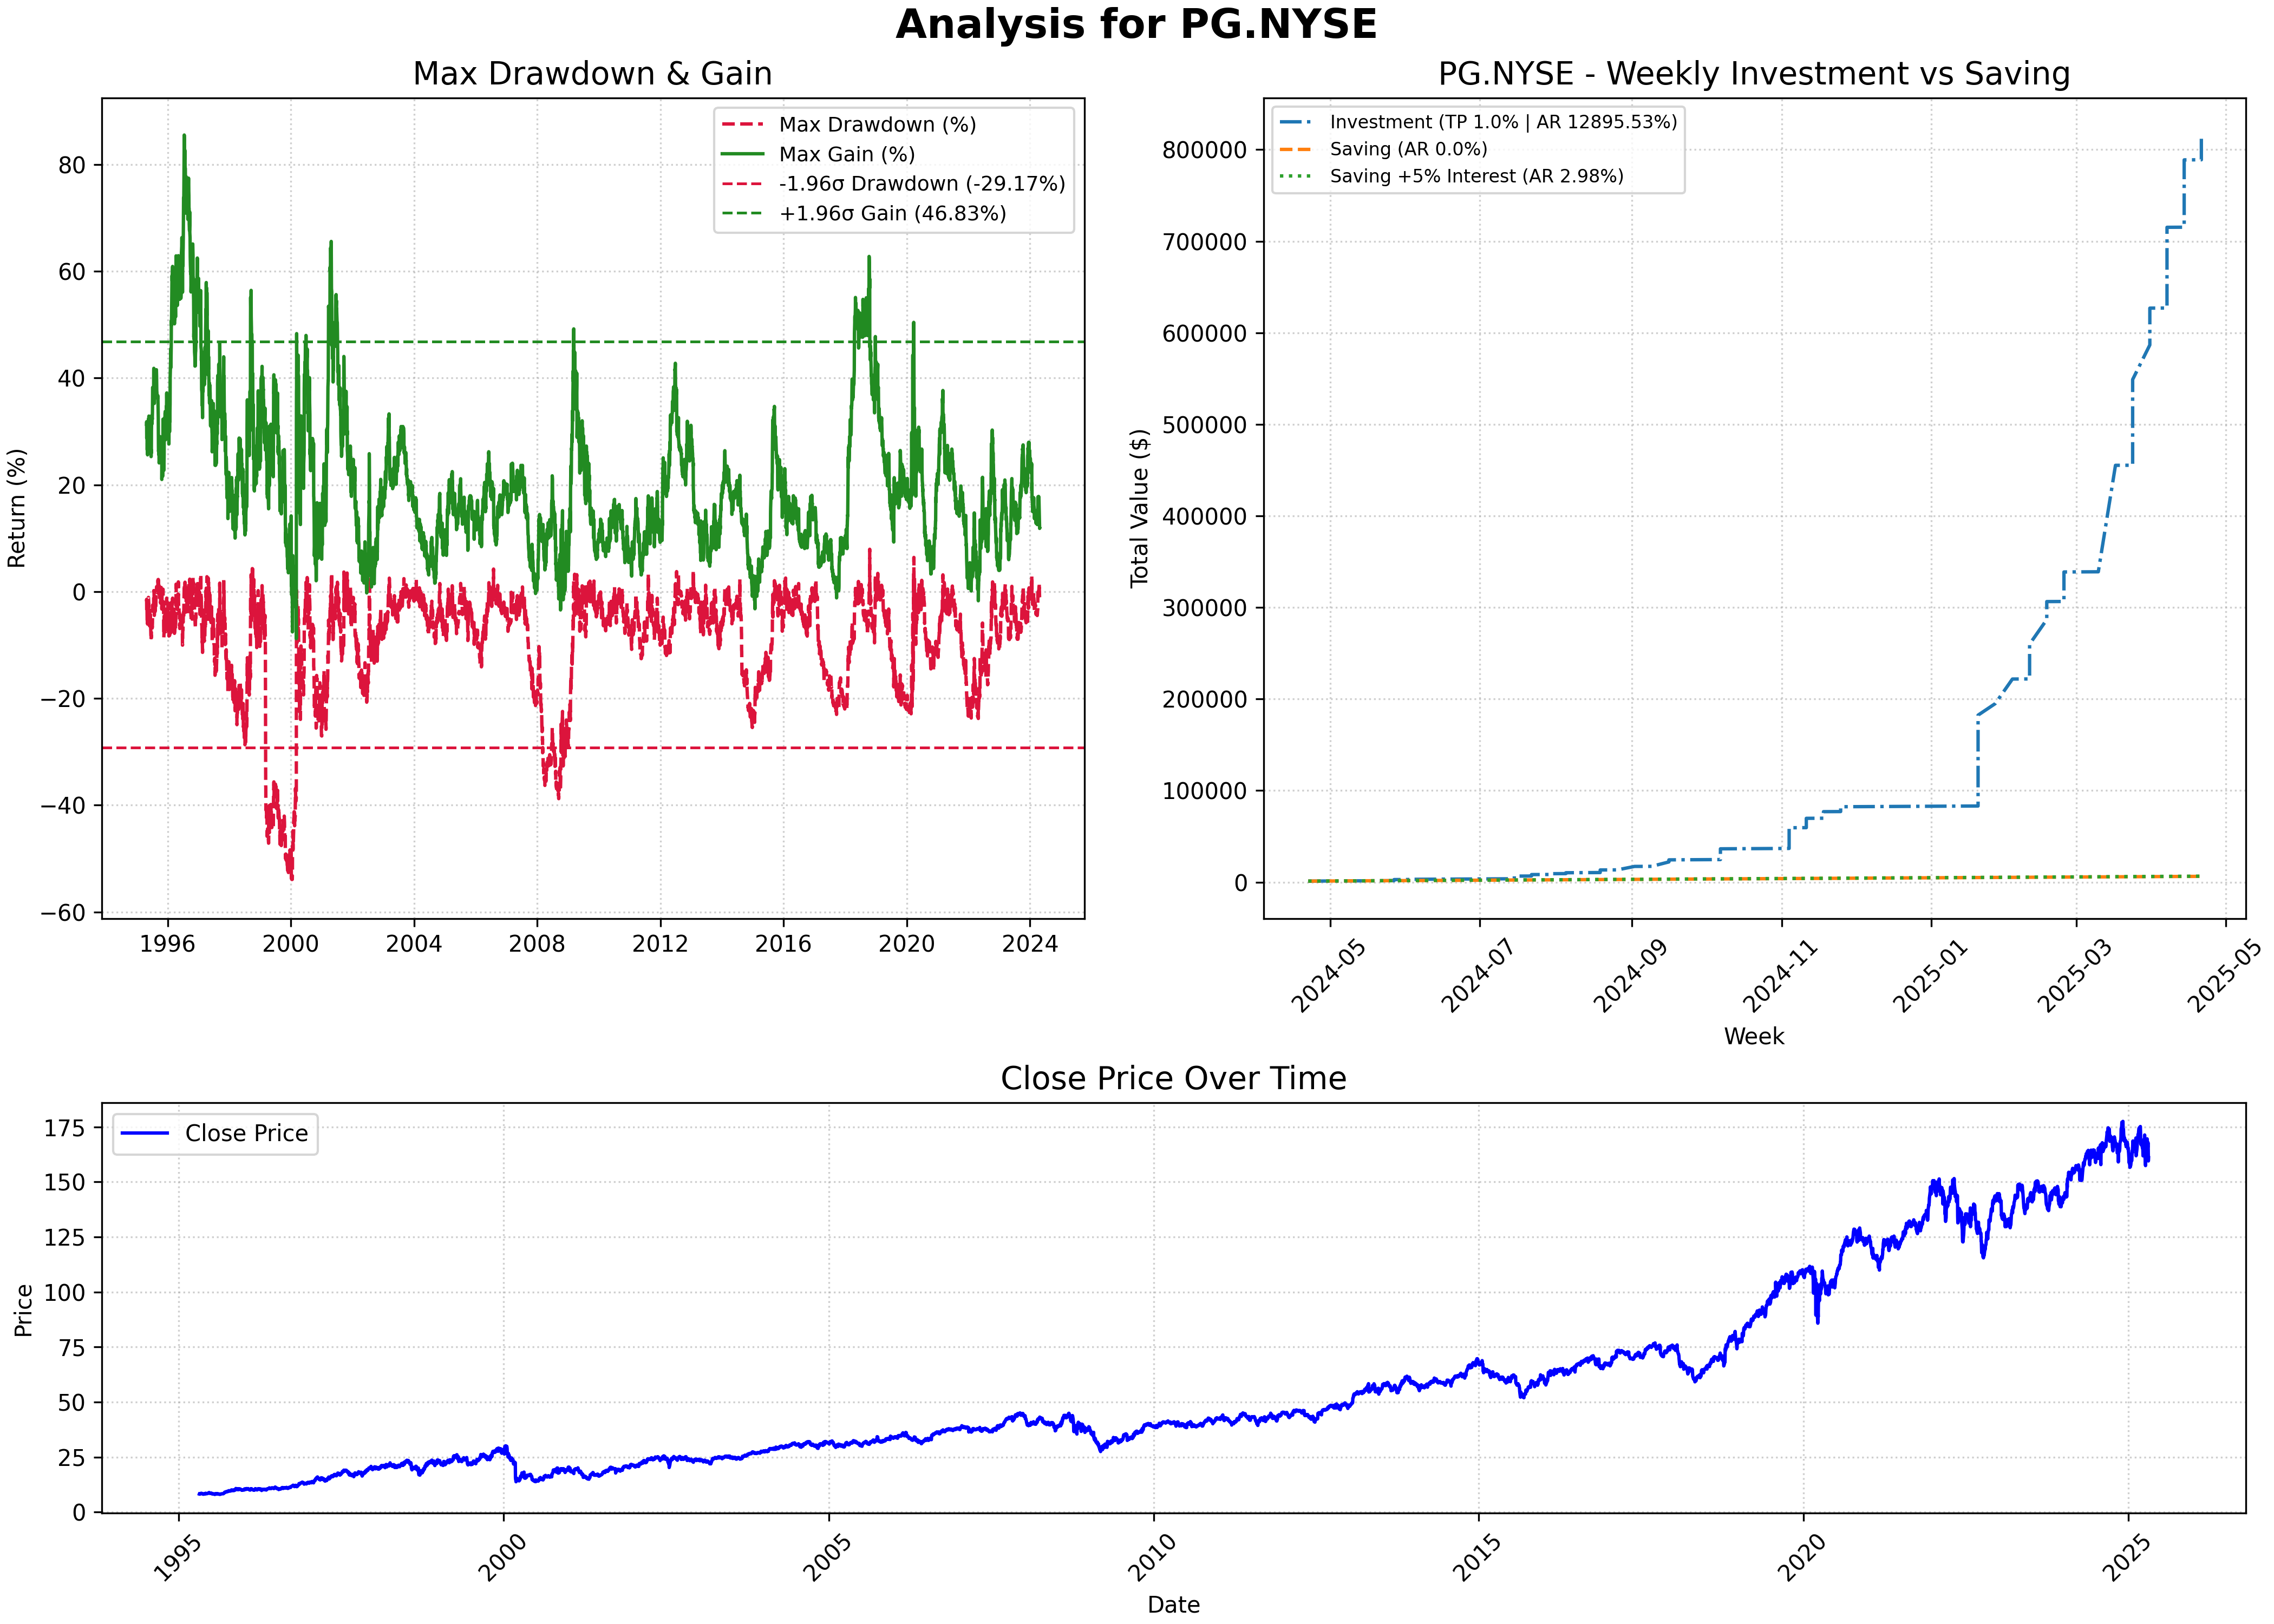 Analysis for PG.NYSE
Max Drawdown & Gain
Return (%)
80
60
40
20
0
−20
−40
−60
1996 2000 2004 2008 2012 2016 2020 2024
Max Drawdown (%)
Max Gain (%)
-1.96σ Drawdown (-29.17%)
+1.96σ Gain (46.83%)
PG.NYSE - Weekly Investment vs Saving
Total Value ($)
800000
700000
600000
500000
400000
300000
200000
100000
0
Investment (TP 1.0% | AR 12895.53%)
Saving (AR 0.0%)
Saving +5% Interest (AR 2.98%)
2024-05 2024-07 2024-09 2024-11 2025-01 2025-03 2025-05
Week
Close Price Over Time
Price
175
150
125
100
75
50
25
0
Close Price
1995 2000 2005 2010 2015 2020 2025
Date